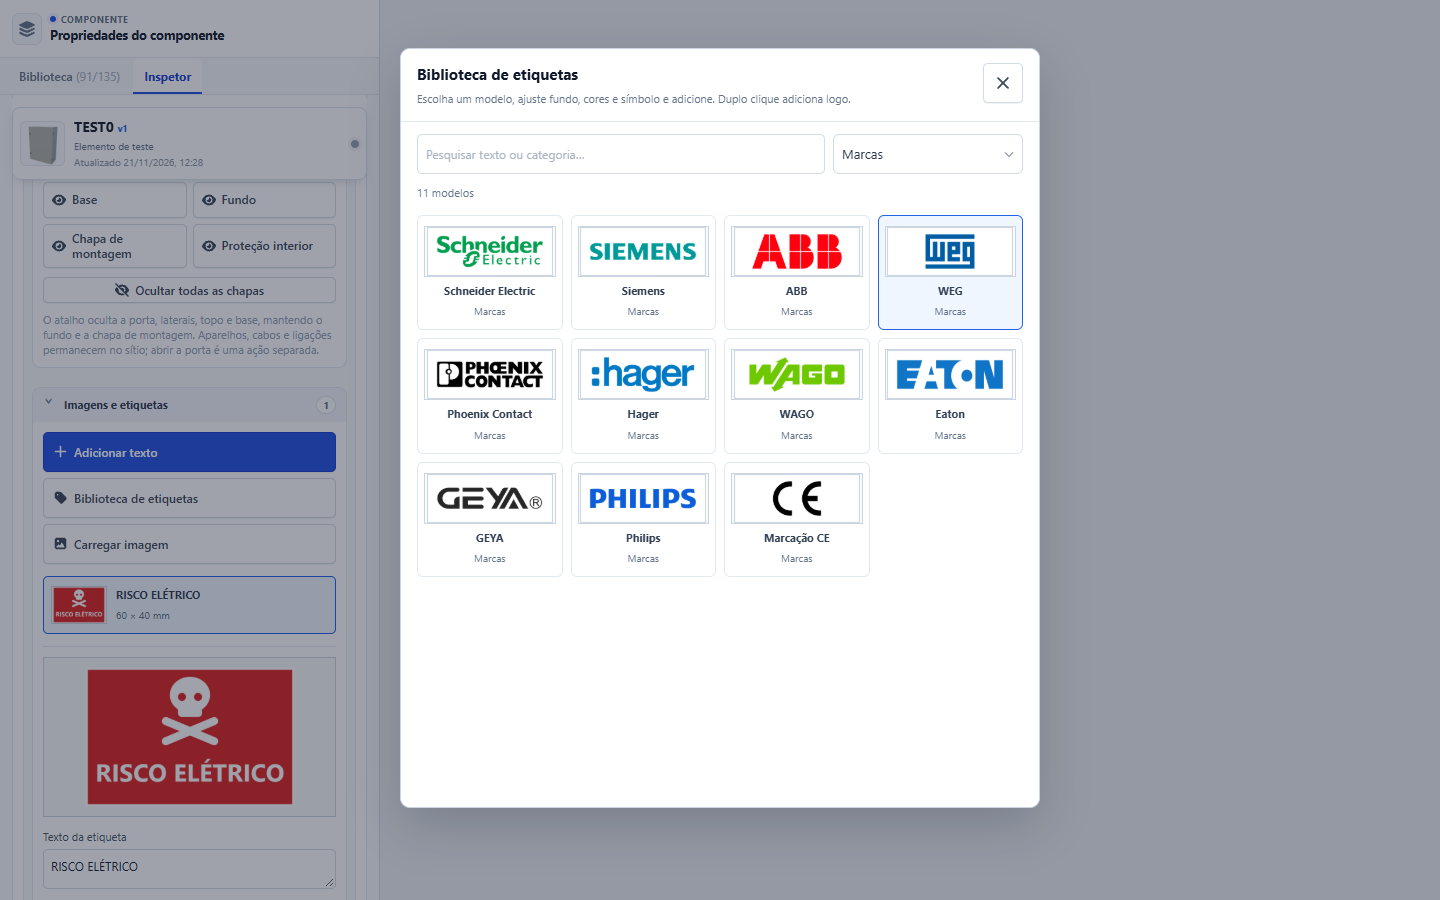 COMPONENTE
Propriedades do componente
Biblioteca (91/135)
Inspetor
TEST0 v1
Elemento de teste
Atualizado 21/11/2026, 12:28
Base
Fundo
Chapa de
montagem
Proteção interior
Ocultar todas as chapas
O atalho oculta a porta, laterais, topo e base, mantendo o
fundo e a chapa de montagem. Aparelhos, cabos e ligações
permanecem no sítio; abrir a porta é uma ação separada.
Imagens e etiquetas
1
Adicionar texto
Biblioteca de etiquetas
Carregar imagem
RISCO ELÉTRICO
RISCO ELÉTRICO
60 × 40 mm
RISCO ELÉTRICO
Texto da etiqueta
RISCO ELÉTRICO
Biblioteca de etiquetas
Escolha um modelo, ajuste fundo, cores e símbolo e adicione. Duplo clique adiciona logo.
Pesquisar texto ou categoria...
Marcas
11 modelos
Schneider
Electric
Schneider Electric
Marcas
SIEMENS
Siemens
Marcas
ABB
ABB
Marcas
weg
WEG
Marcas
PHŒNIX
CONTACT
Phoenix Contact
Marcas
:hager
Hager
Marcas
WAGO
WAGO
Marcas
EATON
Eaton
Marcas
GEYA®
GEYA
Marcas
PHILIPS
Philips
Marcas
CE
Marcação CE
Marcas